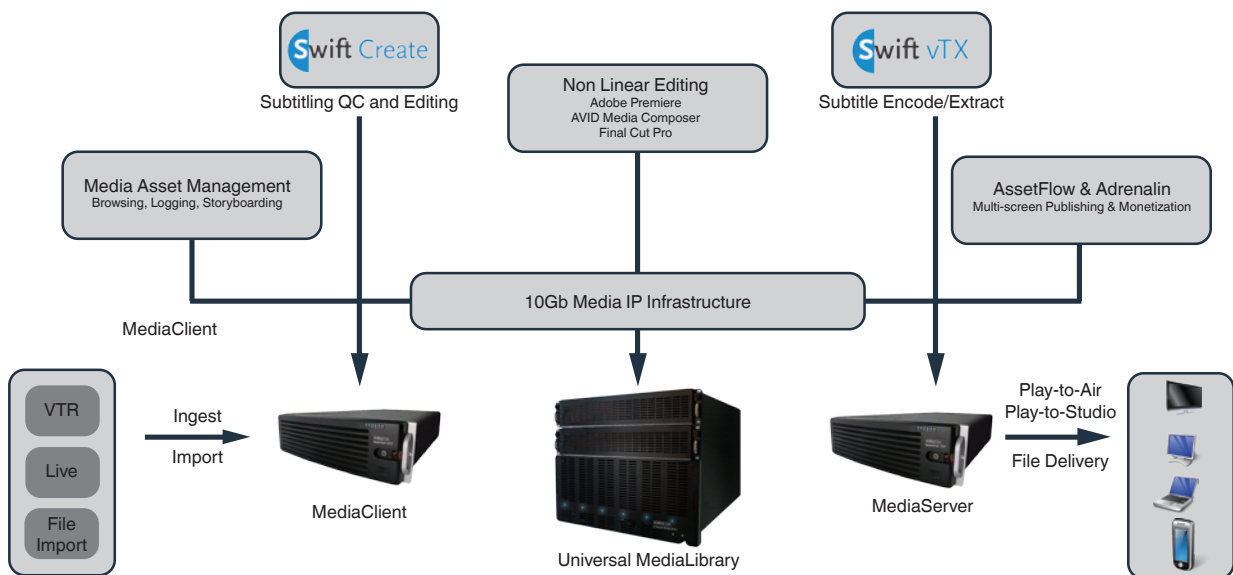 Swift Create
Subtitling QC and Editing
Non Linear Editing
Adobe Premiere
AVID Media Composer
Final Cut Pro
Swift vTX
Subtitle Encode/Extract
Media Asset Management
Browsing, Logging, Storyboarding
AssetFlow & Adrenalin
Multi-screen Publishing & Monetization
10Gb Media IP Infrastructure
MediaClient
VTR
Live
File
Import
Ingest
Import
MediaClient
Universal MediaLibrary
MediaServer
Play-to-Air
Play-to-Studio
File Delivery